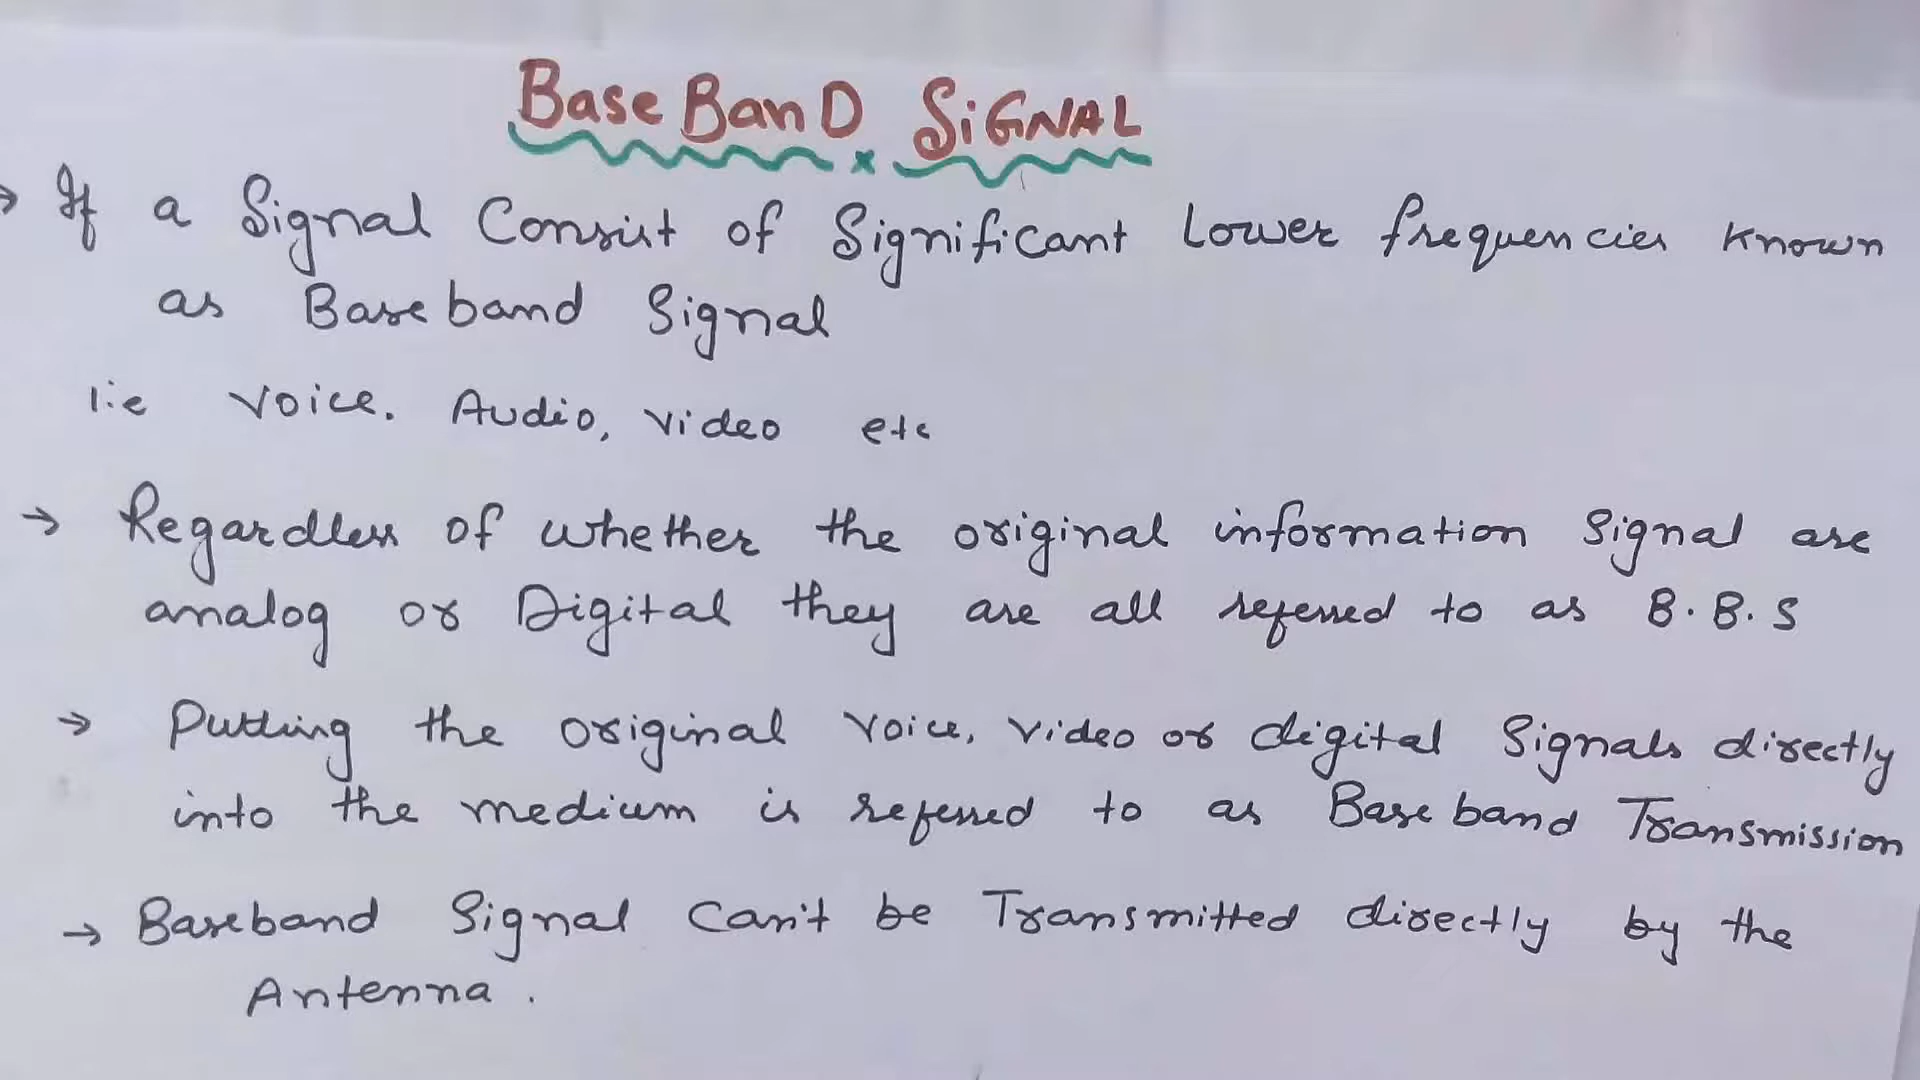 BaseBanD SiGNAL
→ If a Signal Consist of Significant Lower frequencies Known
as Baseband Signal
i.e Voice. Audio, Video etc
→ Regardless of whether the original information Signal are
analog or Digital they are all referred to as B.B.S
→ Putting the original Voice, Video or digital Signals directly
into the medium is referred to as Baseband Transmission
→ Baseband Signal Can't be Transmitted directly by the
Antenna.